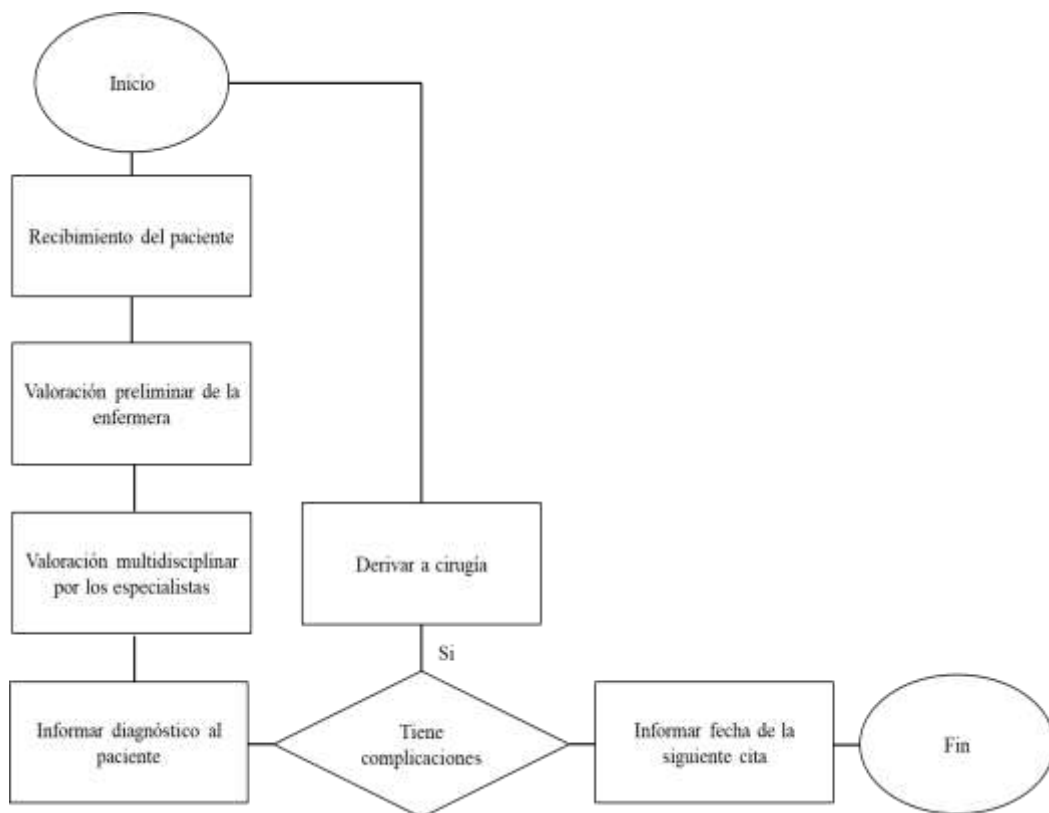 Inicio
Recibimiento del paciente
Valoración preliminar de la
enfermera
Valoración multidisciplinar
por los especialistas
Derivar a cirugía
Si
Informar diagnóstico al
paciente
Tiene
complicaciones
Informar fecha de la
siguiente cita
Fin